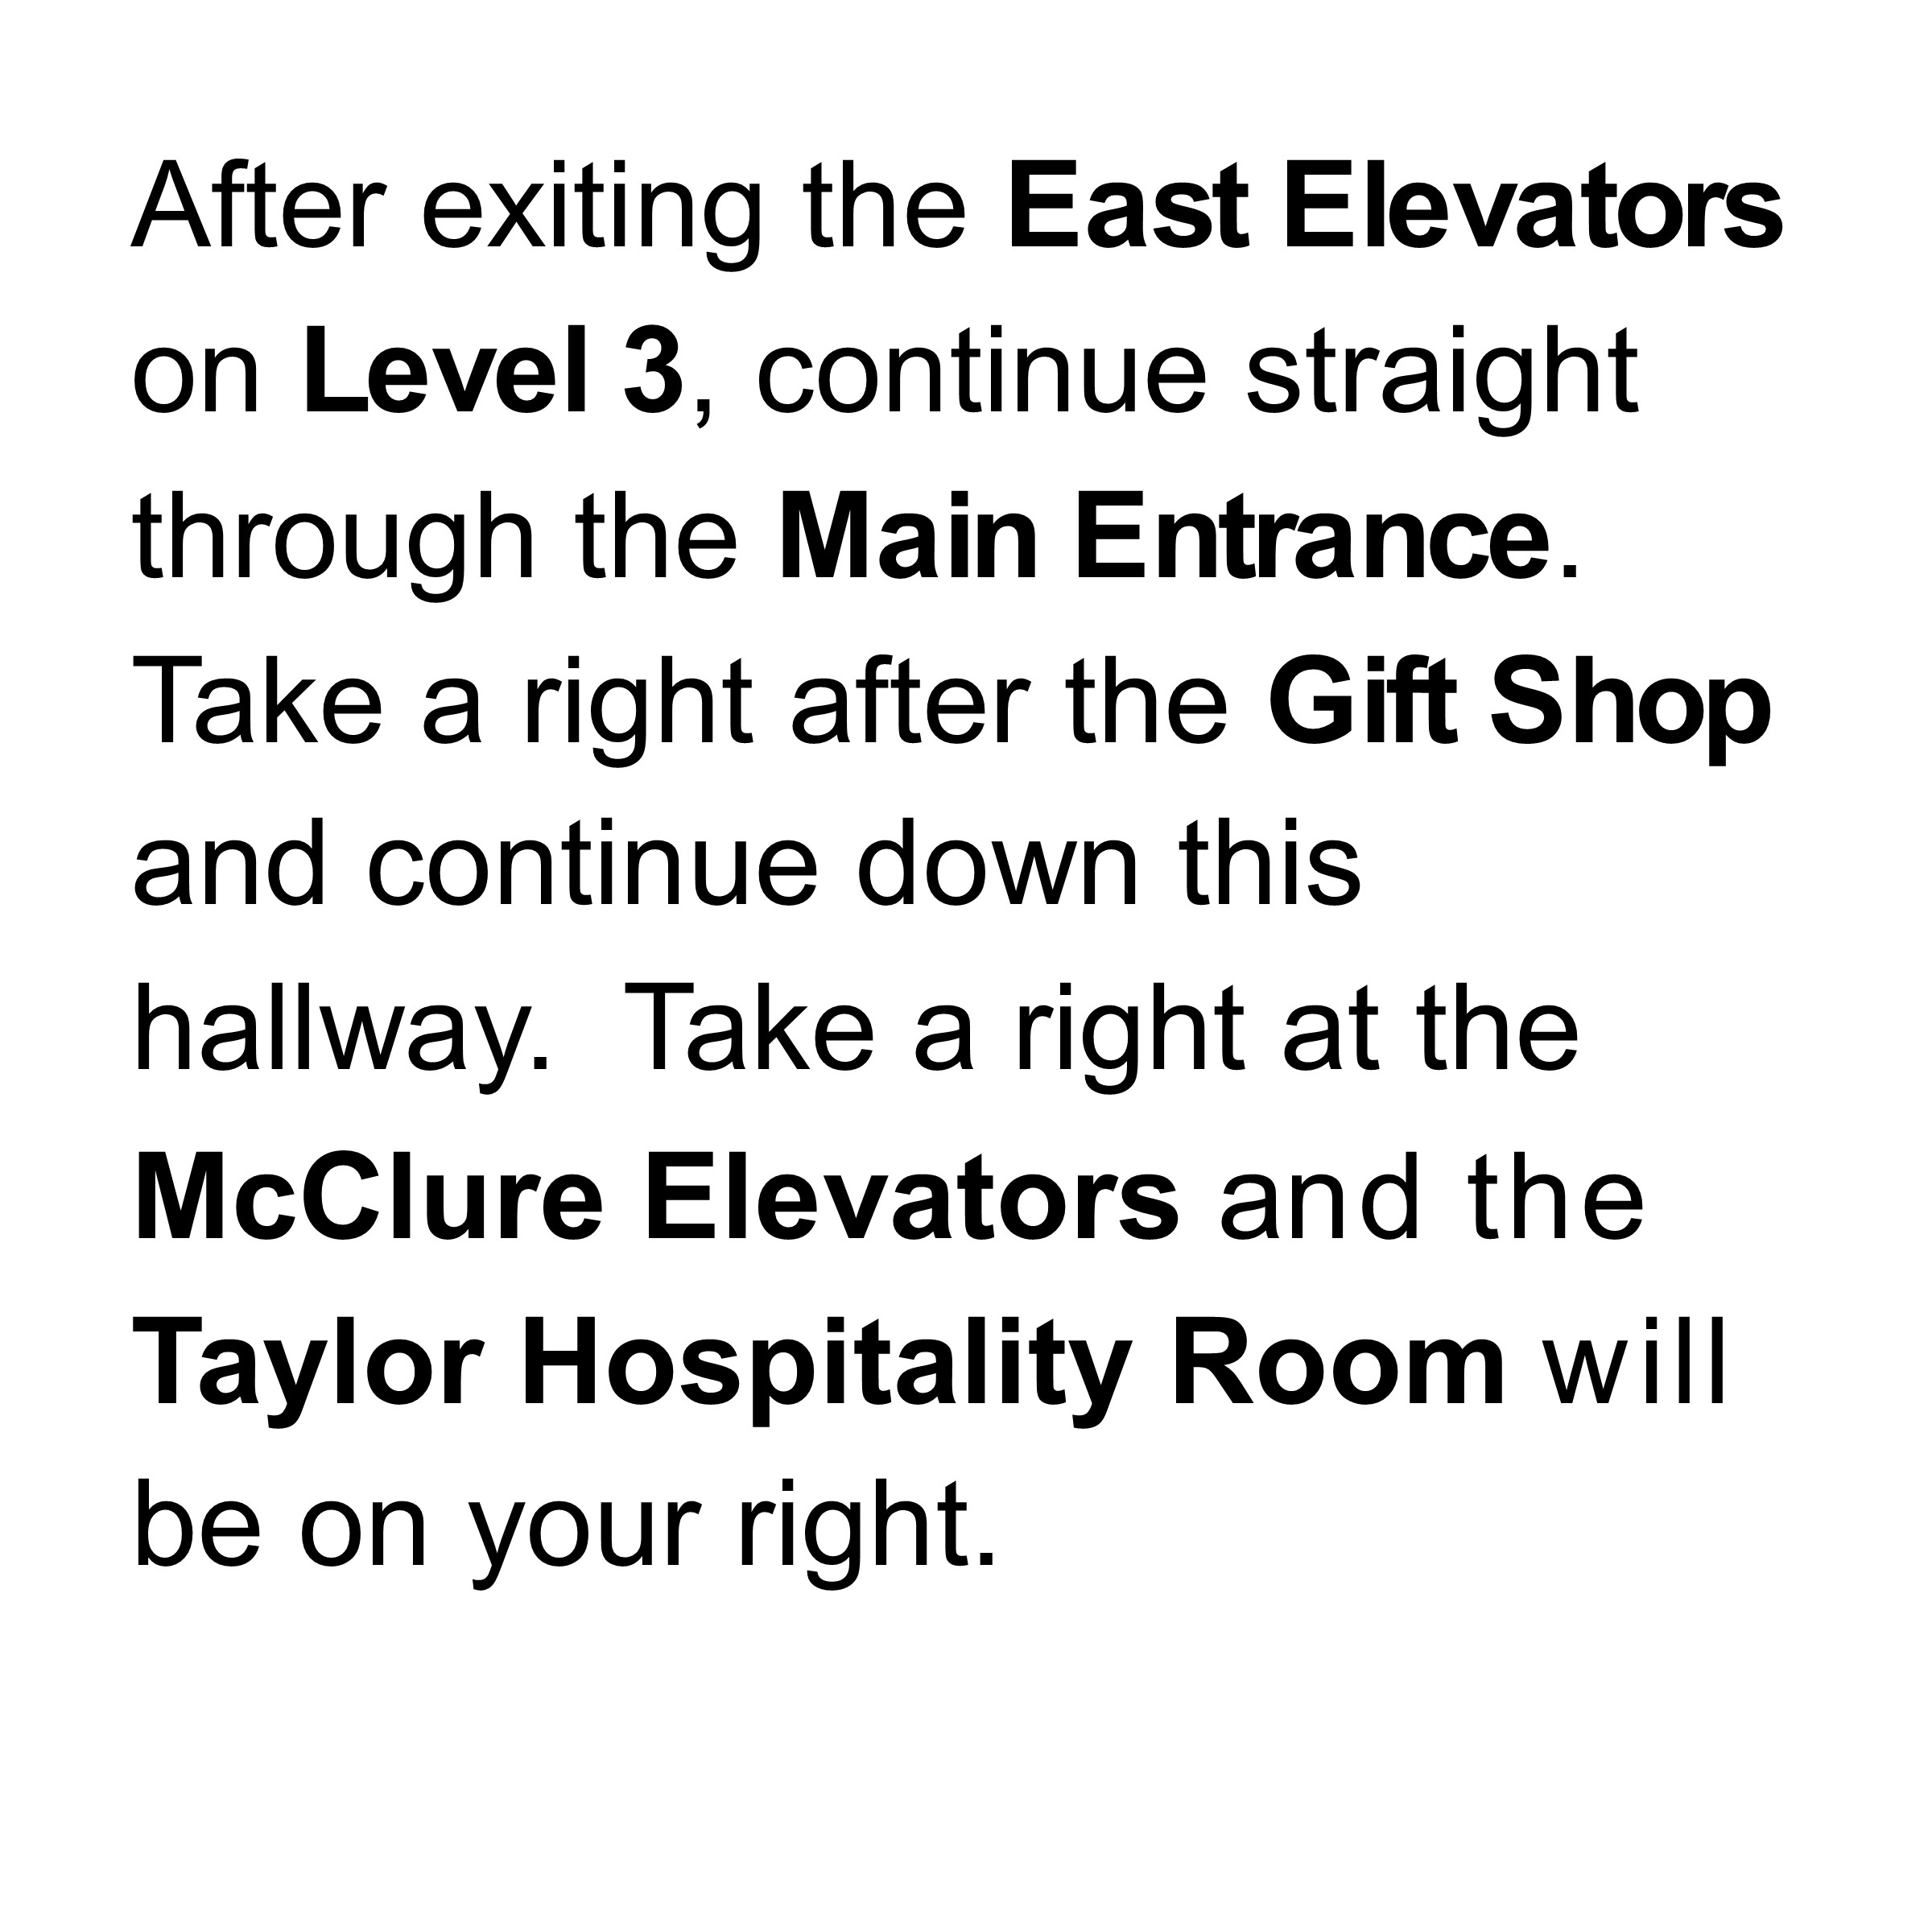 After exiting the East Elevators
on Level 3, continue straight
through the Main Entrance.
Take a right after the Gift Shop
and continue down this
hallway.  Take a right at the
McClure Elevators and the
Taylor Hospitality Room will
be on your right.